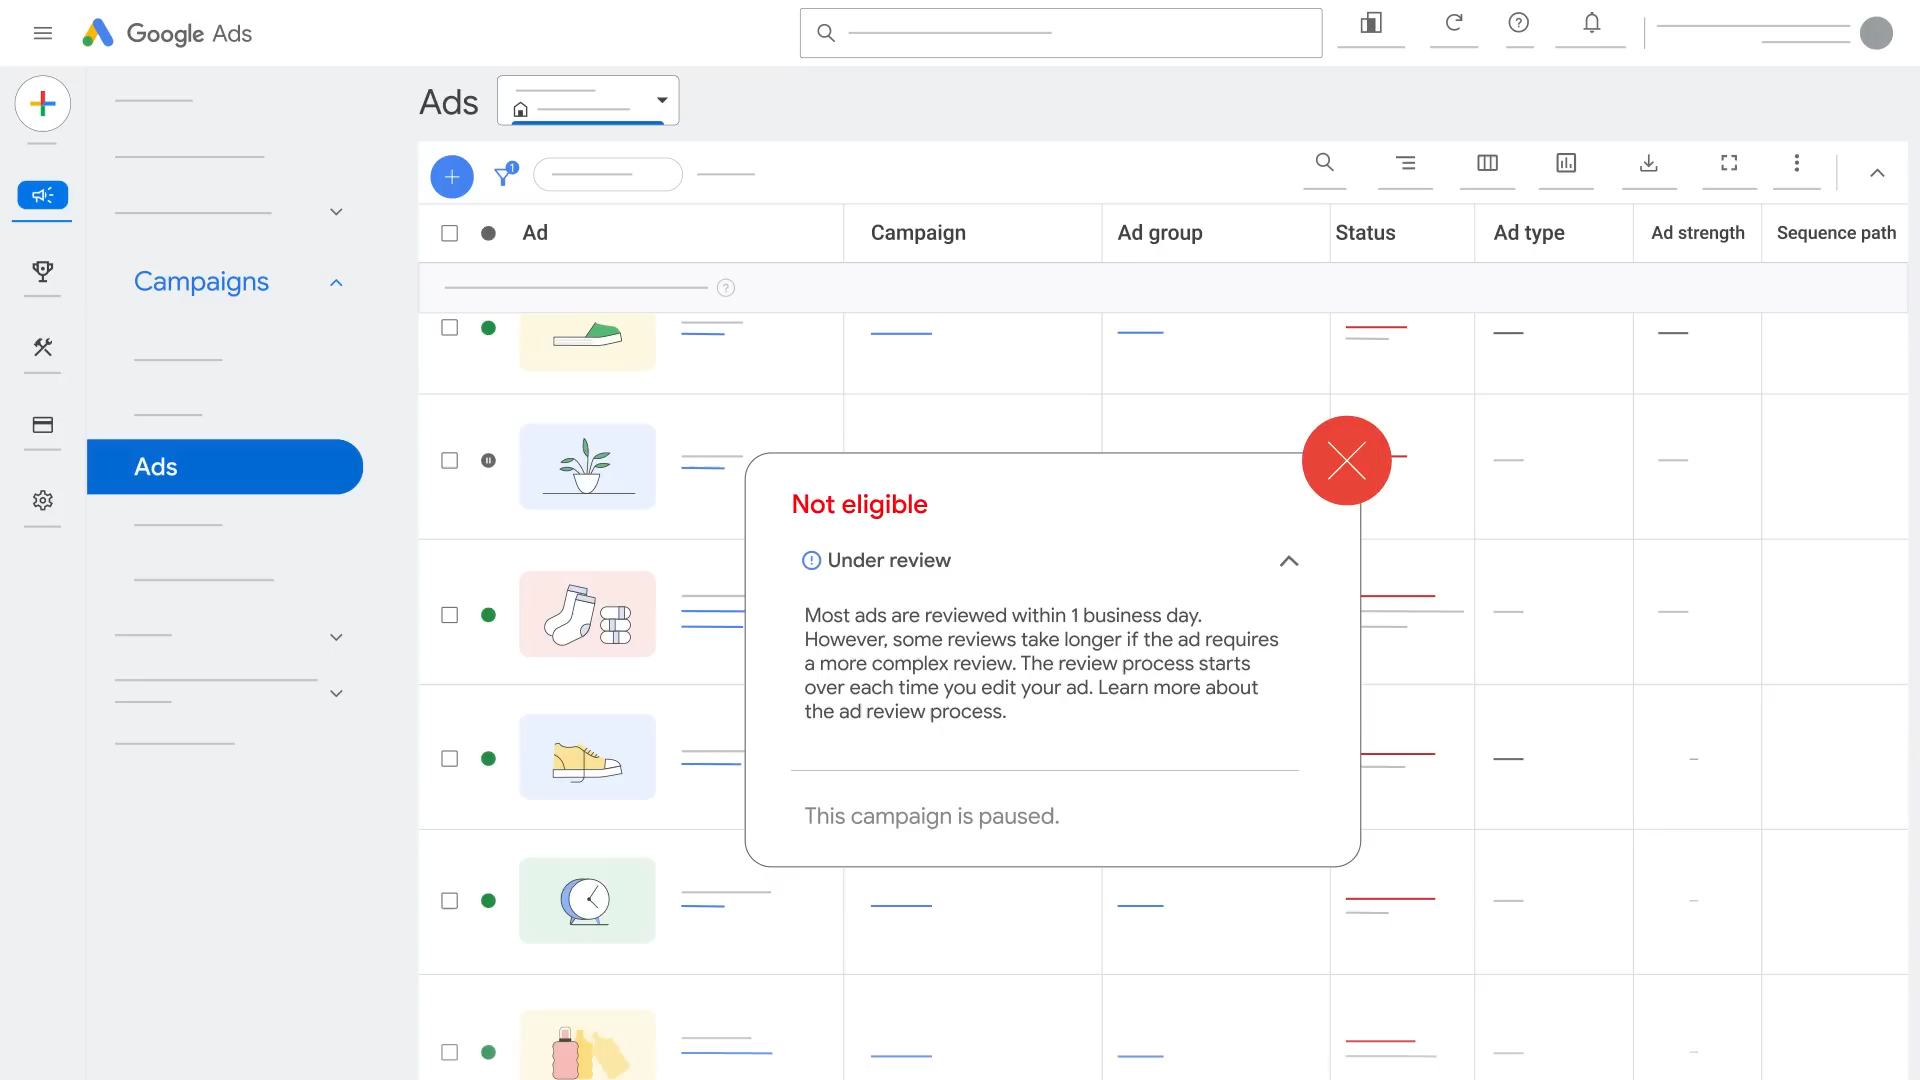 Google Ads
Ads
1
Ad
Campaign
Ad group
Status
Ad type
Ad strength
Sequence path
Campaigns
Ads
Not eligible
Under review
Most ads are reviewed within 1 business day.
However, some reviews take longer if the ad requires
a more complex review. The review process starts
over each time you edit your ad. Learn more about
the ad review process.
This campaign is paused.